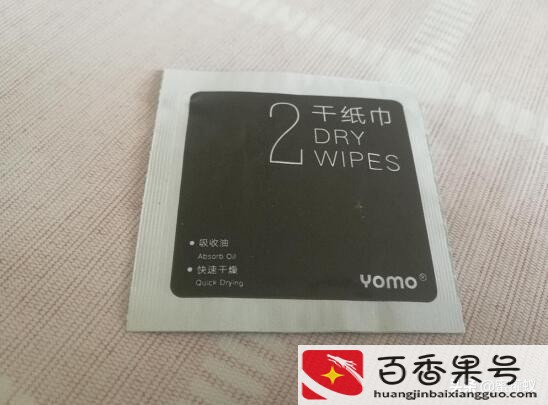 2 干纸巾
DRY
WIPES
吸收油
Absorb Oil
快速干燥
Quick Drying
yomo®
百香果号
huangjinbaixiangguo.com